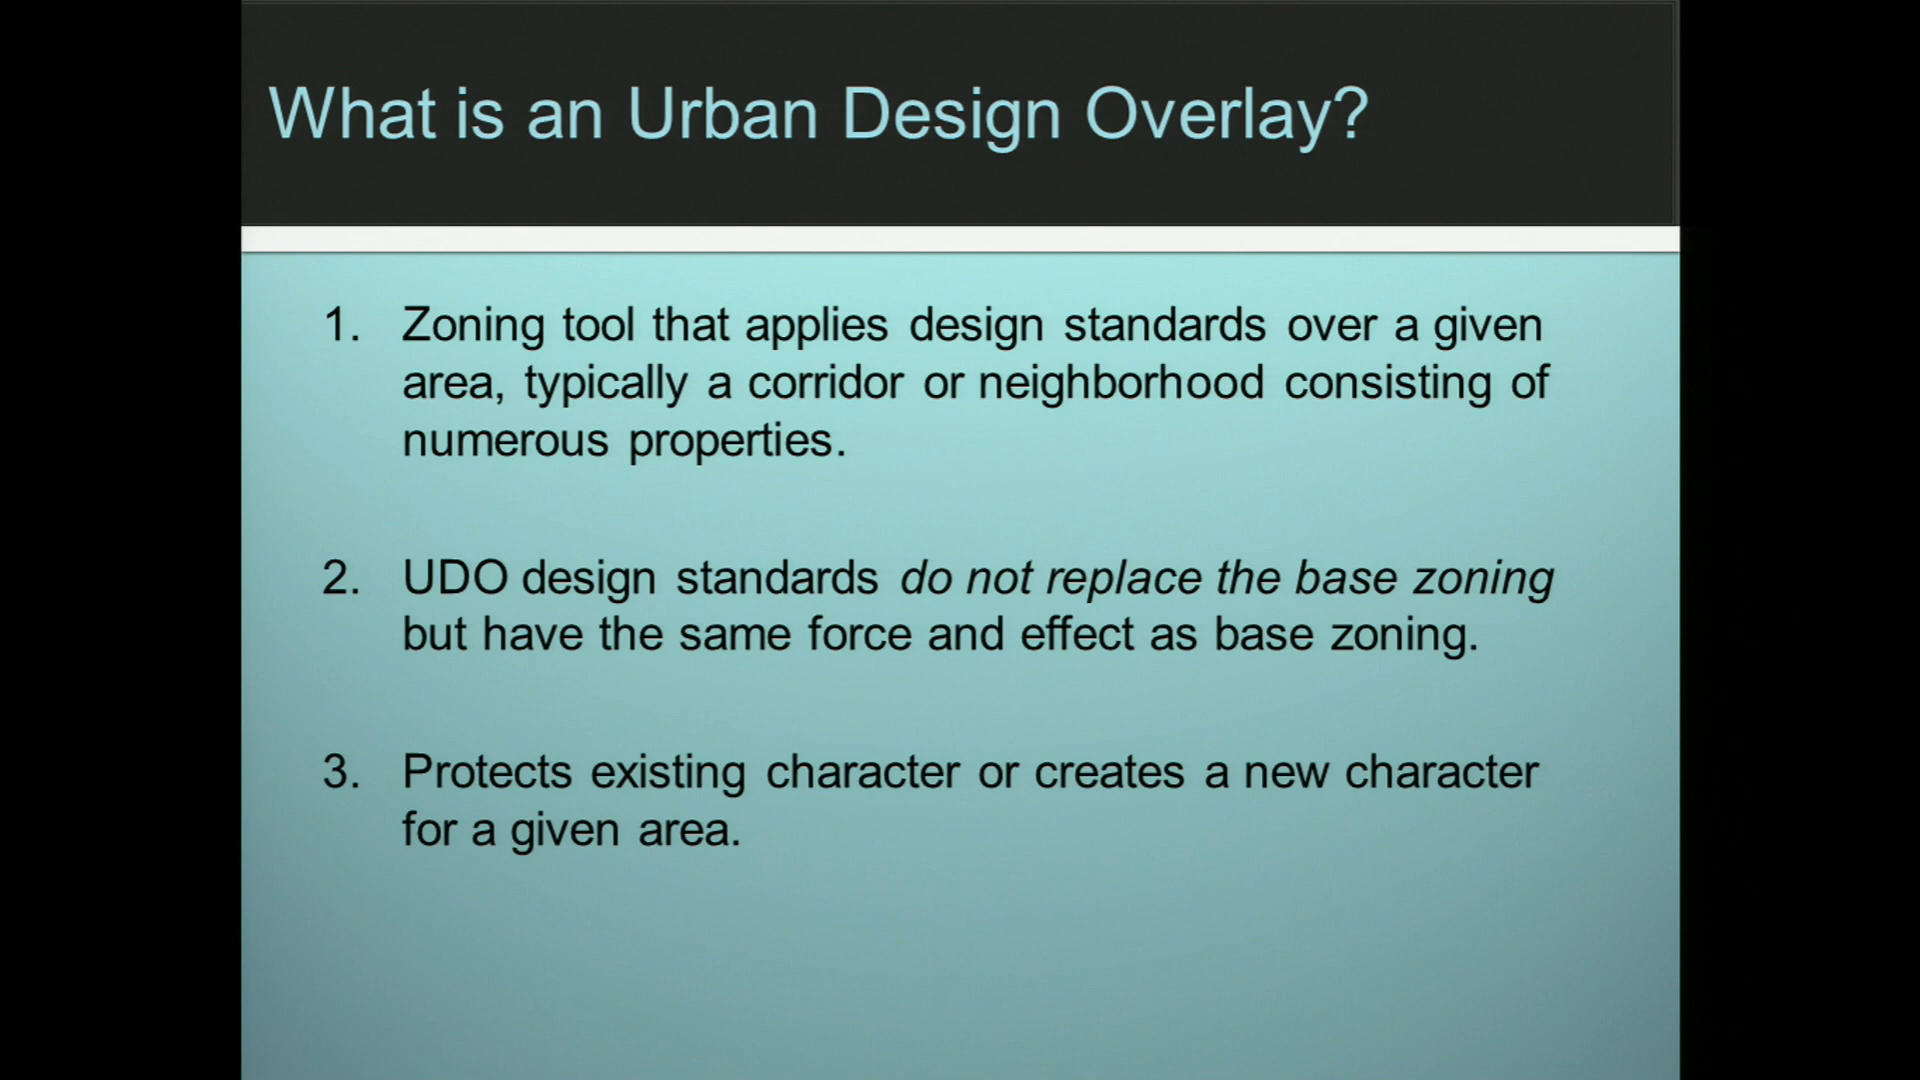 What is an Urban Design Overlay?
1. Zoning tool that applies design standards over a given
area, typically a corridor or neighborhood consisting of
numerous properties.
2. UDO design standards do not replace the base zoning
but have the same force and effect as base zoning.
3. Protects existing character or creates a new character
for a given area.